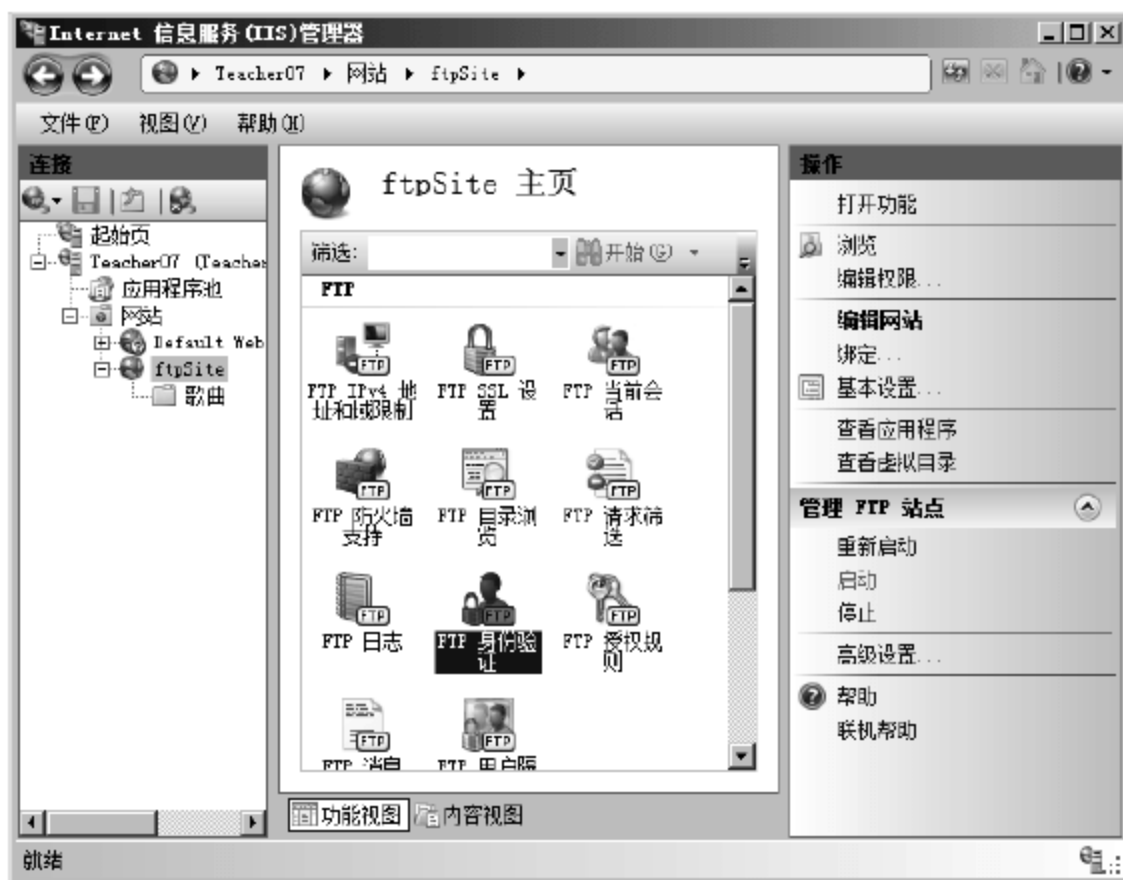 Internet 信息服务(IIS)管理器
Teacher07 ▸ 网站 ▸ ftpSite ▸
文件(F) 视图(V) 帮助(H)
连接
起始页
Teacher07 (Teacher
应用程序池
网站
Default Web
ftpSite
歌曲
ftpSite 主页
筛选: 开始(G)
FTP
FTP IPv4 地
址和域限制
FTP SSL 设
置
FTP 当前会
话
FTP 防火墙
支持
FTP 目录浏
览
FTP 请求筛
选
FTP 日志
FTP 身份验
证
FTP 授权规
则
FTP 消息
FTP 用户隔
功能视图 内容视图
操作
打开功能
浏览
编辑权限...
编辑网站
绑定...
基本设置...
查看应用程序
查看虚拟目录
管理 FTP 站点
重新启动
启动
停止
高级设置...
帮助
联机帮助
就绪